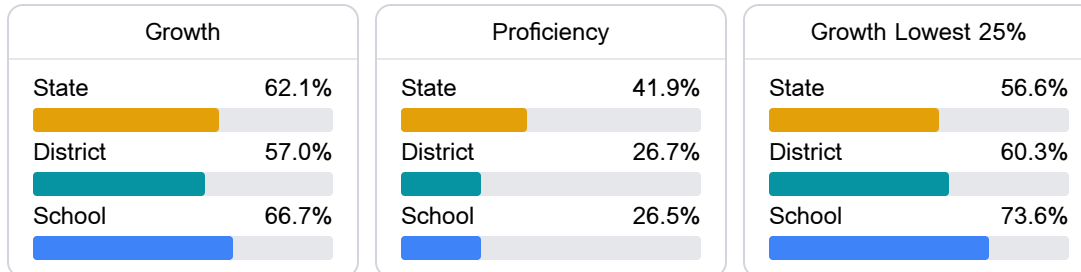 Growth
State 62.1%
District 57.0%
School 66.7%
Proficiency
State 41.9%
District 26.7%
School 26.5%
Growth Lowest 25%
State 56.6%
District 60.3%
School 73.6%